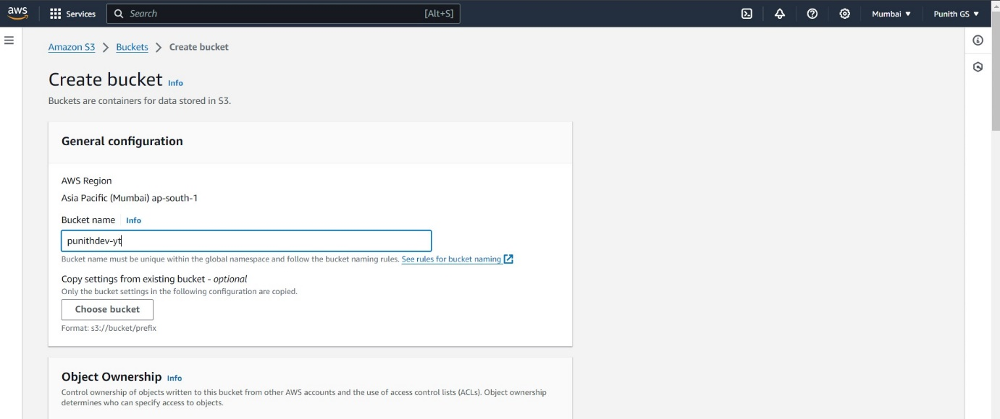 aws Services Search [Alt+S] Mumbai ▼ Punith GS ▼
Amazon S3 > Buckets > Create bucket
Create bucket Info
Buckets are containers for data stored in S3.
General configuration
AWS Region
Asia Pacific (Mumbai) ap-south-1
Bucket name Info
punithdev-yt
Bucket name must be unique within the global namespace and follow the bucket naming rules. See rules for bucket naming
Copy settings from existing bucket - optional
Only the bucket settings in the following configuration are copied.
Choose bucket
Format: s3://bucket/prefix
Object Ownership Info
Control ownership of objects written to this bucket from other AWS accounts and the use of access control lists (ACLs). Object ownership
determines who can specify access to objects.